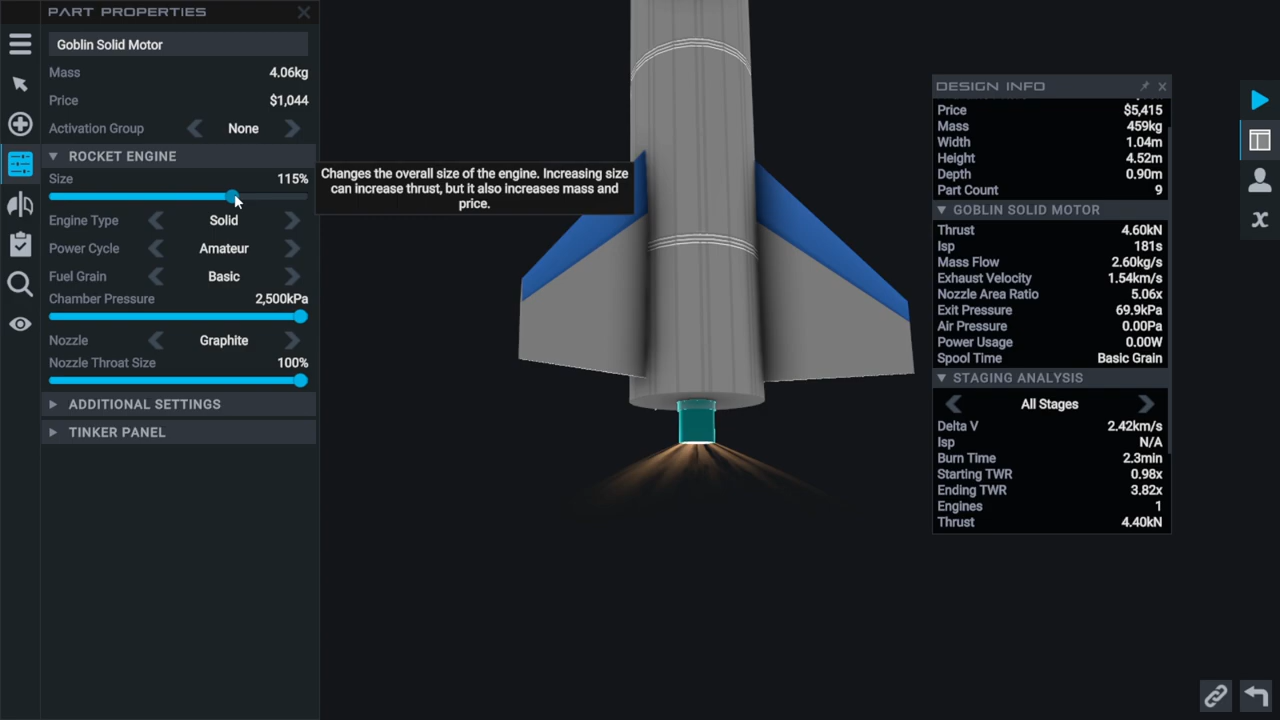 PART PROPERTIES
Goblin Solid Motor
Mass 4.06kg
Price $1,044
Activation Group None
ROCKET ENGINE
Size 115%
Engine Type Solid
Power Cycle Amateur
Fuel Grain Basic
Chamber Pressure 2,500kPa
Nozzle Graphite
Nozzle Throat Size 100%
ADDITIONAL SETTINGS
TINKER PANEL
Changes the overall size of the engine. Increasing size
can increase thrust, but it also increases mass and
price.
DESIGN INFO
Price $5,415
Mass 459kg
Width 1.04m
Height 4.52m
Depth 0.90m
Part Count 9
GOBLIN SOLID MOTOR
Thrust 4.60kN
Isp 181s
Mass Flow 2.60kg/s
Exhaust Velocity 1.54km/s
Nozzle Area Ratio 5.06x
Exit Pressure 69.9kPa
Air Pressure 0.00Pa
Power Usage 0.00W
Spool Time Basic Grain
STAGING ANALYSIS
All Stages
Delta V 2.42km/s
Isp N/A
Burn Time 2.3min
Starting TWR 0.98x
Ending TWR 3.82x
Engines 1
Thrust 4.40kN
x